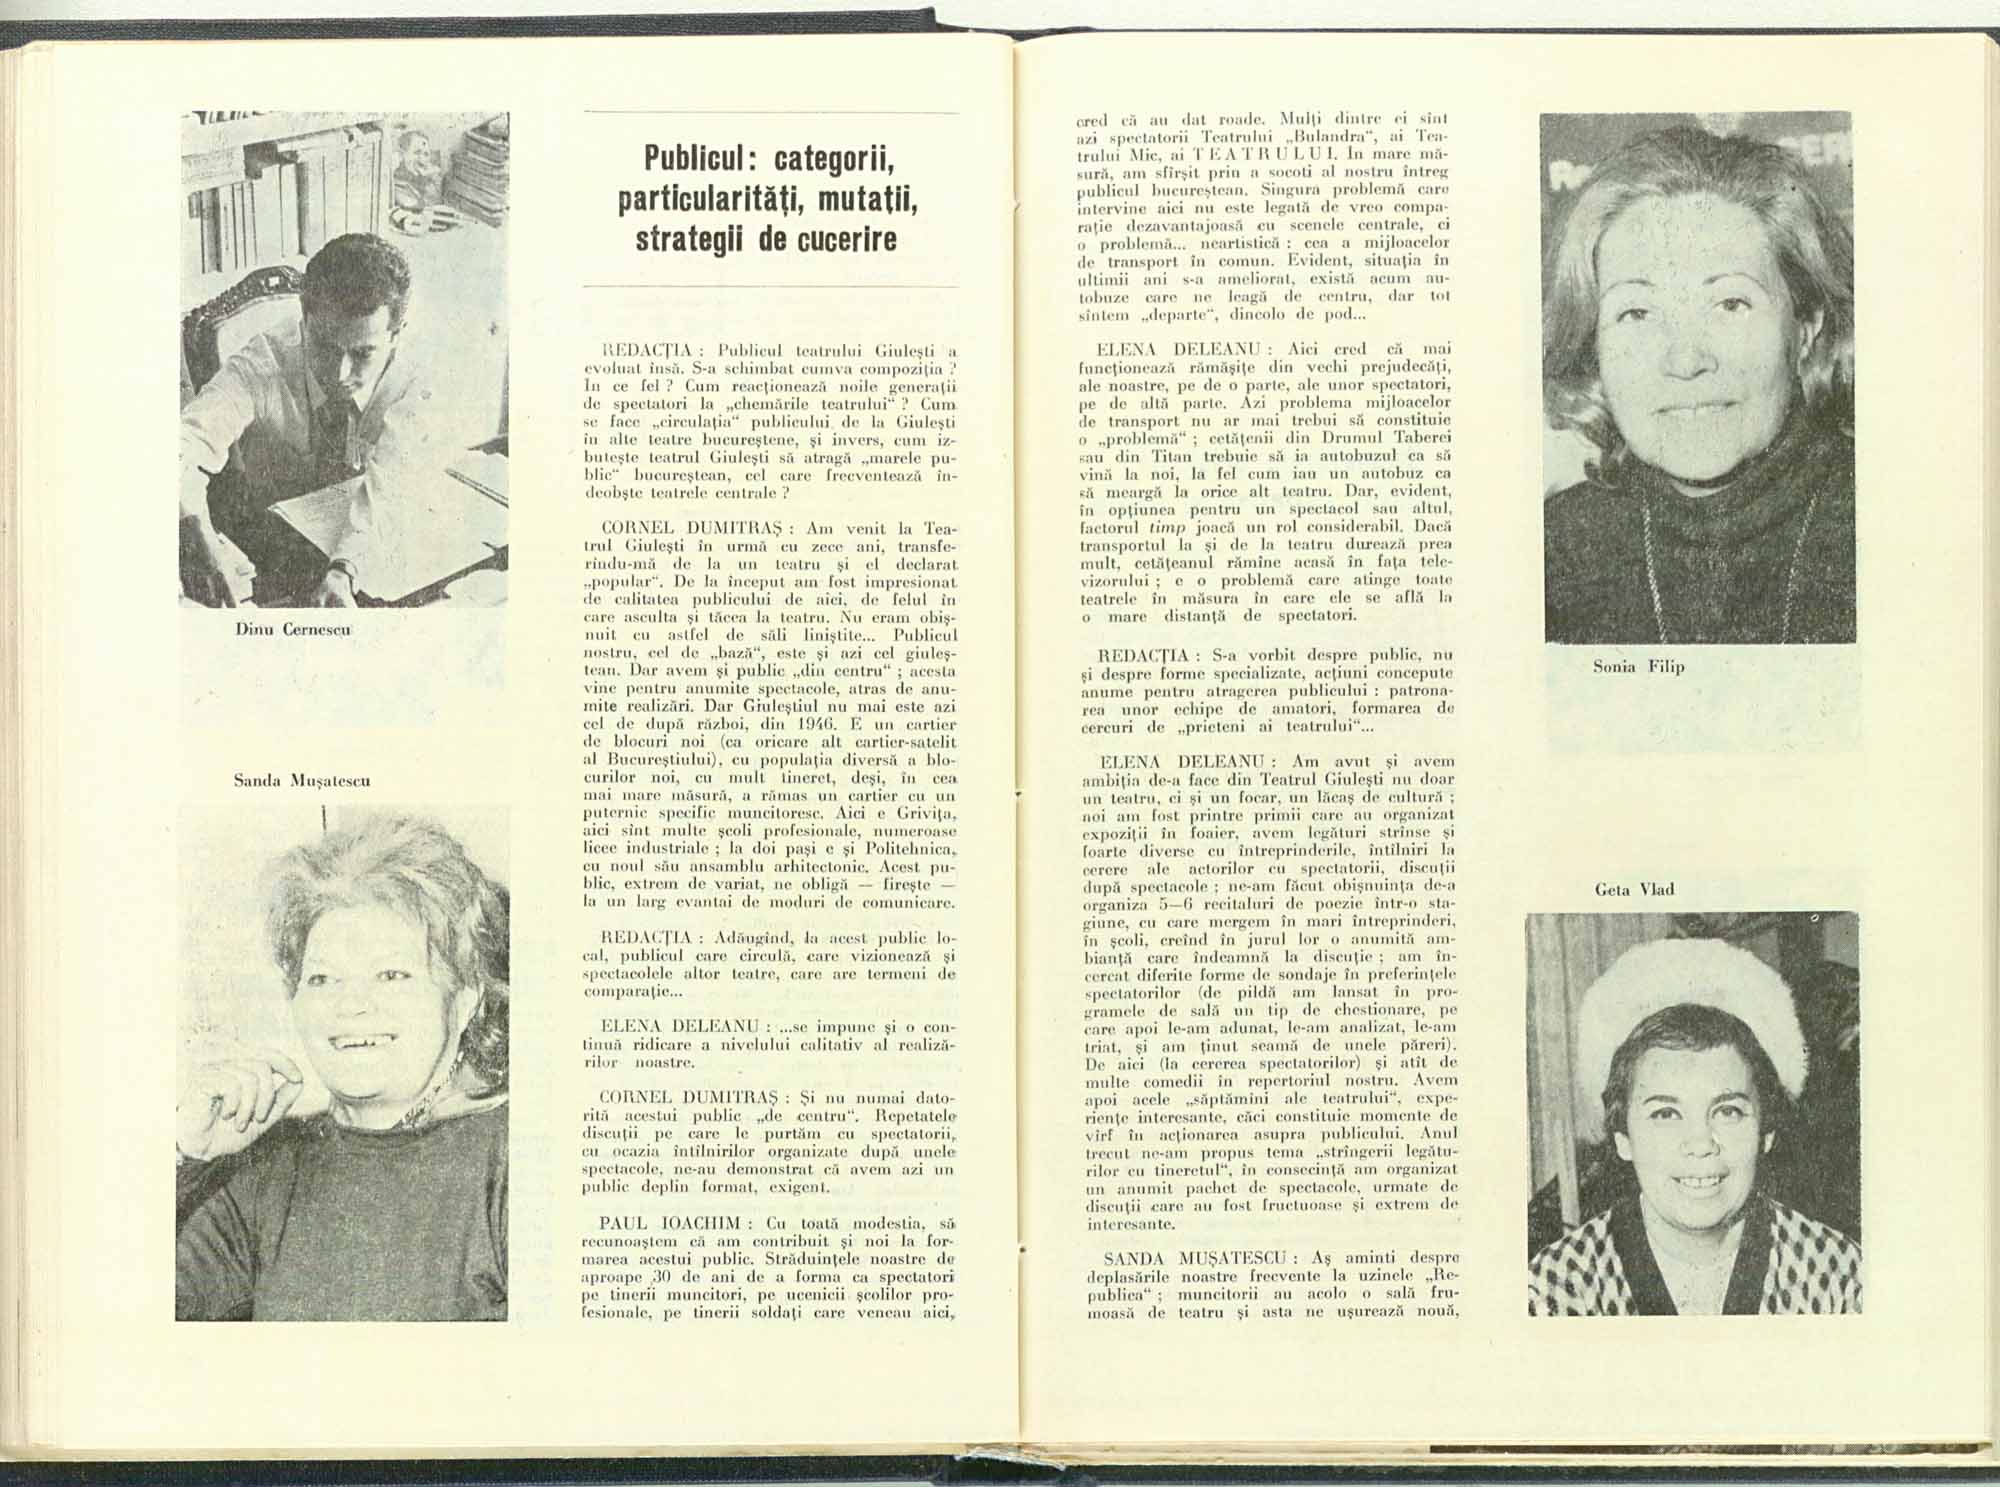 Dinu Cernescu
Sanda Mușatescu
Publicul: categorii,
particularități, mutații,
strategii de cucerire
REDACȚIA : Publicul teatrului Giulești a
evoluat însă. S-a schimbat cumva compoziția ?
În ce fel ? Cum reacționează noile generații
de spectatori la „chemările teatrului“ ? Cum
se face „circulația“ publicului de la Giulești
în alte teatre bucureștene, și invers, cum iz-
butește teatrul Giulești să atragă „marele pu-
blic“ bucureștean, cel care frecventează în-
deobște teatrele centrale ?
CORNEL DUMITRAȘ : Am venit la Tea-
trul Giulești în urmă cu zece ani, transfe-
rîndu-mă de la un teatru și el declarat
„popular“. De la început am fost impresionat
de calitatea publicului de aici, de felul în
care asculta și tăcea la teatru. Nu eram obiș-
nuit cu astfel de săli liniștite... Publicul
nostru, cel de „bază“, este și azi cel giuleș-
tean. Dar avem și public „din centru“ ; acesta
vine pentru anumite spectacole, atras de anu-
mite realizări. Dar Giuleștiul nu mai este azi
cel de după război, din 1946. E un cartier
de blocuri noi (ca oricare alt cartier-satelit
al Bucureștiului), cu populația diversă a blo-
curilor noi, cu mult tineret, deși, în cea
mai mare măsură, a rămas un cartier cu un
puternic specific muncitoresc. Aici e Grivița,
aici sînt multe școli profesionale, numeroase
licee industriale ; la doi pași e și Politehnica,
cu noul său ansamblu arhitectonic. Acest pu-
blic, extrem de variat, ne obligă — firește —
la un larg evantai de moduri de comunicare.
REDACȚIA : Adăugînd, la acest public lo-
cal, publicul care circulă, care vizionează și
spectacolele altor teatre, care are termeni de
comparație...
ELENA DELEANU : ...se impune și o con-
tinuă ridicare a nivelului calitativ al realiză-
rilor noastre.
CORNEL DUMITRAȘ : Și nu numai dato-
rită acestui public „de centru“. Repetatele
discuții pe care le purtăm cu spectatorii,
cu ocazia întîlnirilor organizate după unele
spectacole, ne-au demonstrat că avem azi un
public deplin format, exigent.
PAUL IOACHIM : Cu toată modestia, să
recunoaștem că am contribuit și noi la for-
marea acestui public. Străduințele noastre de
aproape 30 de ani de a forma ca spectatori
pe tinerii muncitori, pe ucenicii școlilor pro-
fesionale, pe tinerii soldați care veneau aici,
cred că au dat roade. Mulți dintre ei sînt
azi spectatorii Teatrului „Bulandra“, ai Tea-
trului Mic, ai T E A T R U L U I. În mare mă-
sură, am sfîrșit prin a socoti al nostru întreg
publicul bucureștean. Singura problemă care
intervine aici nu este legată de vreo compa-
rație dezavantajoasă cu scenele centrale, ci
o problemă... neartistică : cea a mijloacelor
de transport în comun. Evident, situația în
ultimii ani s-a ameliorat, există acum au-
tobuze care ne leagă de centru, dar tot
sîntem „departe“, dincolo de pod...
ELENA DELEANU : Aici cred că mai
funcționează rămășițe din vechi prejudecăți,
ale noastre, pe de o parte, ale unor spectatori,
pe de altă parte. Azi problema mijloacelor
de transport nu ar mai trebui să constituie
o „problemă“ ; cetățenii din Drumul Taberei
sau din Titan trebuie să ia autobuzul ca să
vină la noi, la fel cum iau un autobuz ca
să meargă la orice alt teatru. Dar, evident,
în opțiunea pentru un spectacol sau altul,
factorul timp joacă un rol considerabil. Dacă
transportul la și de la teatru durează prea
mult, cetățeanul rămîne acasă în fața tele-
vizorului ; e o problemă care atinge toate
teatrele în măsura în care ele se află la
o mare distanță de spectatori.
REDACȚIA : S-a vorbit despre public, nu
și despre forme specializate, acțiuni concepute
anume pentru atragerea publicului : patrona-
rea unor echipe de amatori, formarea de
cercuri de „prieteni ai teatrului“...
ELENA DELEANU : Am avut și avem
ambiția de-a face din Teatrul Giulești nu doar
un teatru, ci și un focar, un lăcaș de cultură ;
noi am fost printre primii care au organizat
expoziții în foaier, avem legături strînse și
foarte diverse cu întreprinderile, întîlniri la
cerere ale actorilor cu spectatorii, discuții
după spectacole ; ne-am făcut obișnuința de-a
organiza 5—6 recitaluri de poezie într-o sta-
giune, cu care mergem în mari întreprinderi,
în școli, creînd în jurul lor o anumită am-
bianță care îndeamnă la discuție ; am în-
cercat diferite forme de sondaje în preferințele
spectatorilor (de pildă am lansat în pro-
gramele de sală un tip de chestionare, pe
care apoi le-am adunat, le-am analizat, le-am
triat, și am ținut seamă de unele păreri).
De aici (la cererea spectatorilor) și atît de
multe comedii în repertoriul nostru. Avem
apoi acele „săptămîni ale teatrului“, expe-
riențe interesante, căci constituie momente de
vîrf în acționarea asupra publicului. Anul
trecut ne-am propus tema „strîngerii legătu-
rilor cu tineretul“, în consecință am organizat
un anumit pachet de spectacole, urmate de
discuții care au fost fructuoase și extrem de
interesante.
SANDA MUȘATESCU : Aș aminti despre
deplasările noastre frecvente la uzinele „Re-
publica“ ; muncitorii au acolo o sală fru-
moasă de teatru și asta ne ușurează nouă,
Sonia Filip
Geta Vlad